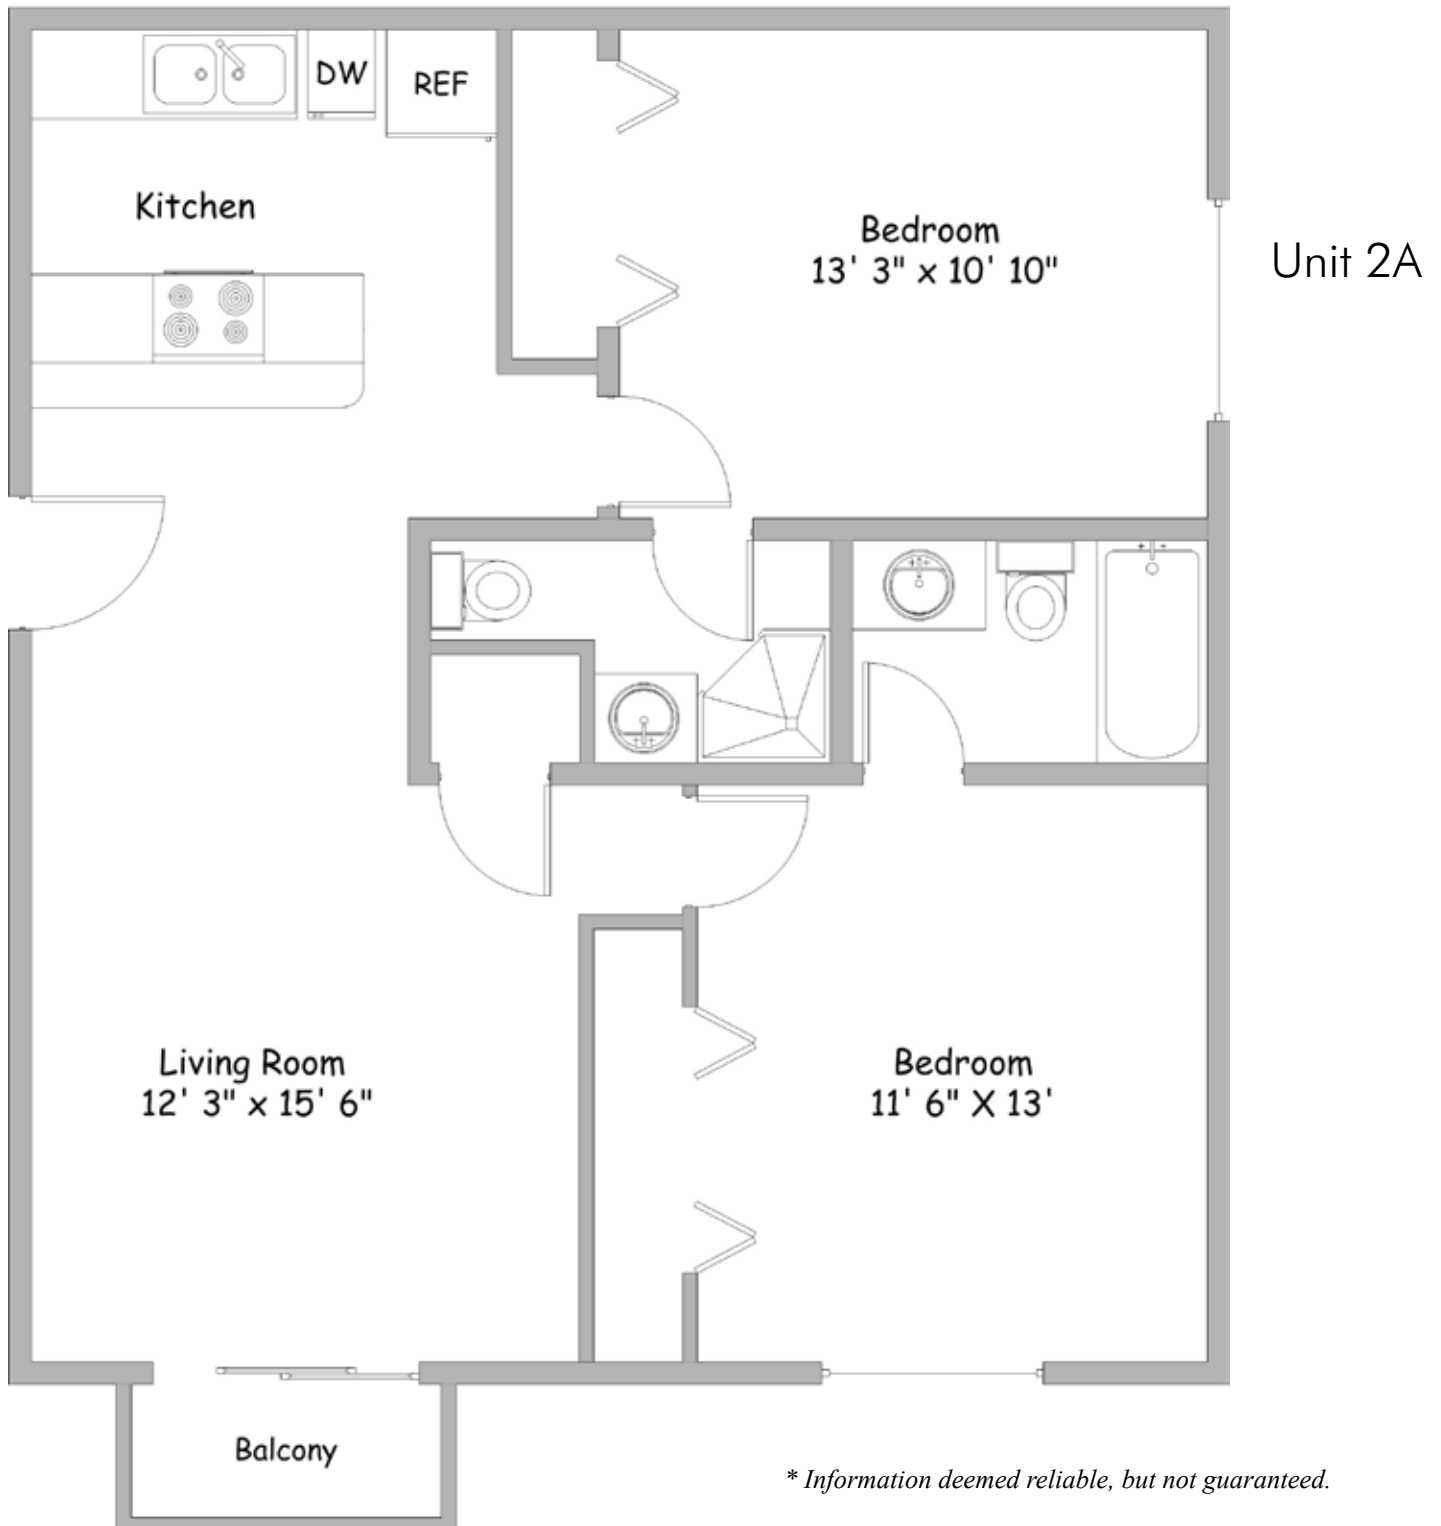 DW
REF
Kitchen
Bedroom
13' 3" x 10' 10"
Unit 2A
Living Room
12' 3" x 15' 6"
Bedroom
11' 6" X 13'
Balcony
* Information deemed reliable, but not guaranteed.